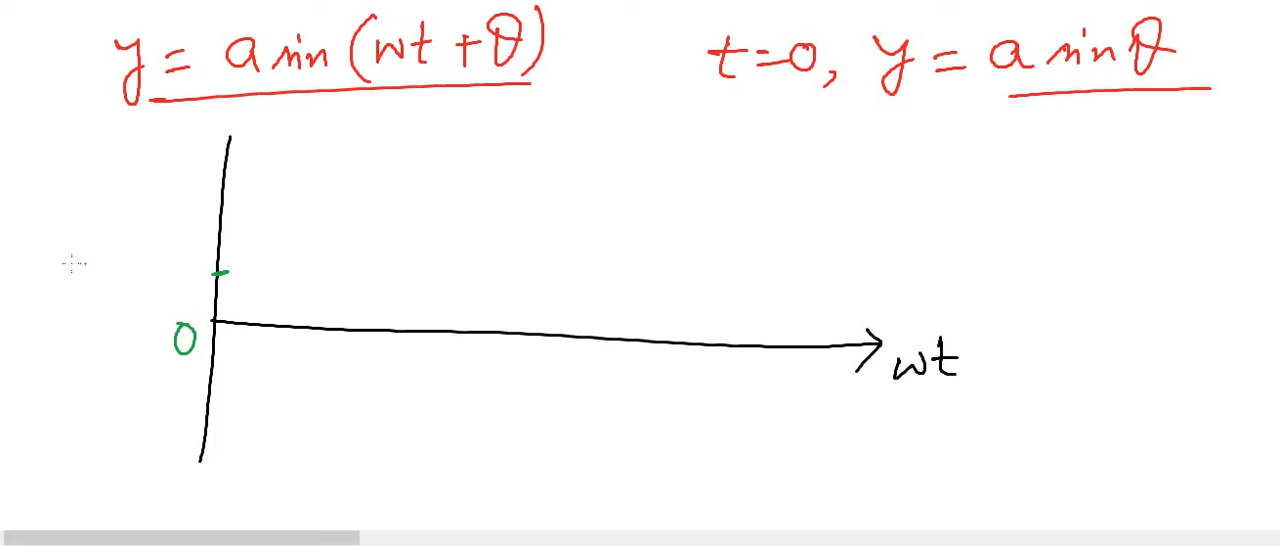 y = a sin (wt + θ)
t=0, y = a sin θ
0
wt